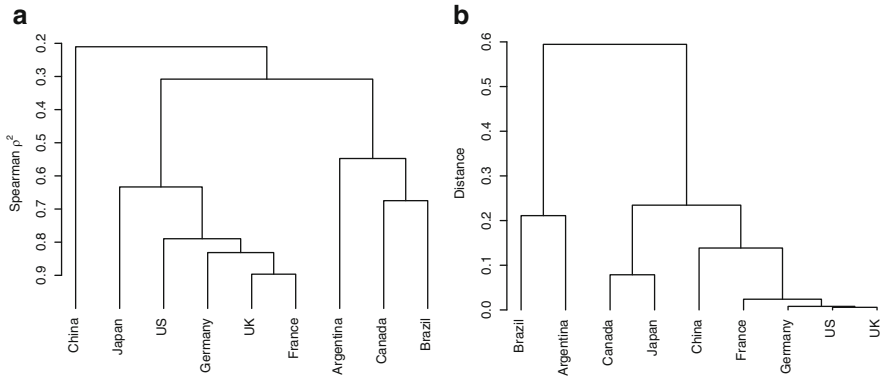 a
0.2
0.3
0.4
0.5
0.6
0.7
0.8
0.9
Spearman ρ²
China
Japan
US
Germany
UK
France
Argentina
Canada
Brazil
b
0.6
0.5
0.4
0.3
0.2
0.1
0.0
Distance
Brazil
Argentina
Canada
Japan
China
France
Germany
US
UK